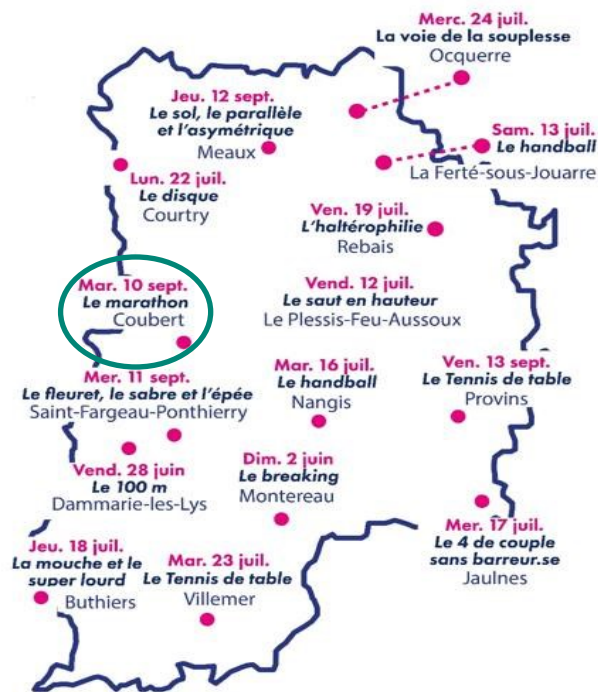 Merc. 24 juil.
La voie de la souplesse
Ocquerre
Jeu. 12 sept.
Le sol, le parallèle
et l'asymétrique
Meaux
Sam. 13 juil.
Le handball
La Ferté-sous-Jouarre
Lun. 22 juil.
Le disque
Courtry
Ven. 19 juil.
L'haltérophilie
Rebais
Mar. 10 sept.
Le marathon
Coubert
Vend. 12 juil.
Le saut en hauteur
Le Plessis-Feu-Aussoux
Mer. 11 sept.
Le fleuret, le sabre et l'épée
Saint-Fargeau-Ponthierry
Mar. 16 juil.
Le handball
Nangis
Ven. 13 sept.
Le Tennis de table
Provins
Vend. 28 juin
Le 100 m
Dammarie-les-Lys
Dim. 2 juin
Le breaking
Montereau
Mer. 17 juil.
Le 4 de couple
sans barreur.se
Jaulnes
Jeu. 18 juil.
La mouche et le
super lourd
Buthiers
Mar. 23 juil.
Le Tennis de table
Villemer